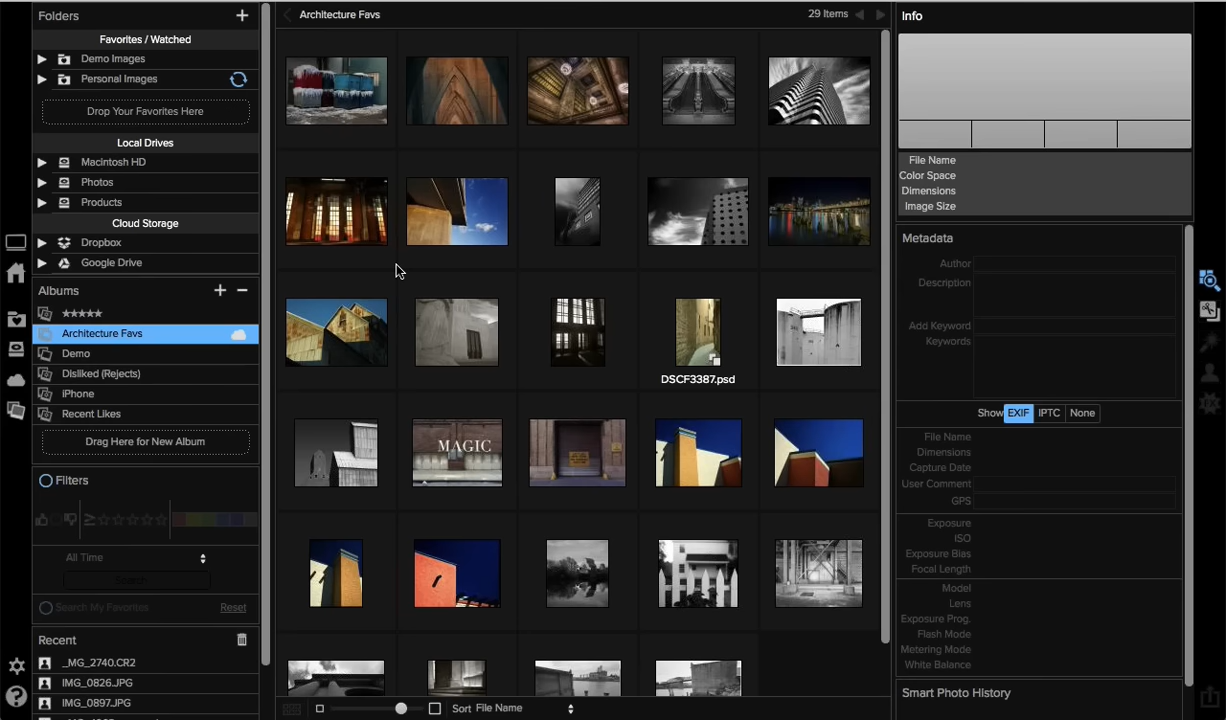 Folders
Favorites / Watched
Demo Images
Personal Images
Drop Your Favorites Here
Local Drives
Macintosh HD
Photos
Products
Cloud Storage
Dropbox
Google Drive
Albums
Architecture Favs
Demo
Disliked (Rejects)
iPhone
Recent Likes
Drag Here for New Album
Filters
All Time
Search
Search My Favorites
Reset
Recent
_MG_2740.CR2
IMG_0826.JPG
IMG_0897.JPG
Architecture Favs
29 Items
DSCF3387.psd
MAGIC
Sort File Name
Info
File Name
Color Space
Dimensions
Image Size
Metadata
Author
Description
Add Keyword
Keywords
Show EXIF IPTC None
File Name
Dimensions
Capture Date
User Comment
GPS
Exposure
ISO
Exposure Bias
Focal Length
Model
Lens
Exposure Prog.
Flash Mode
Metering Mode
White Balance
Smart Photo History